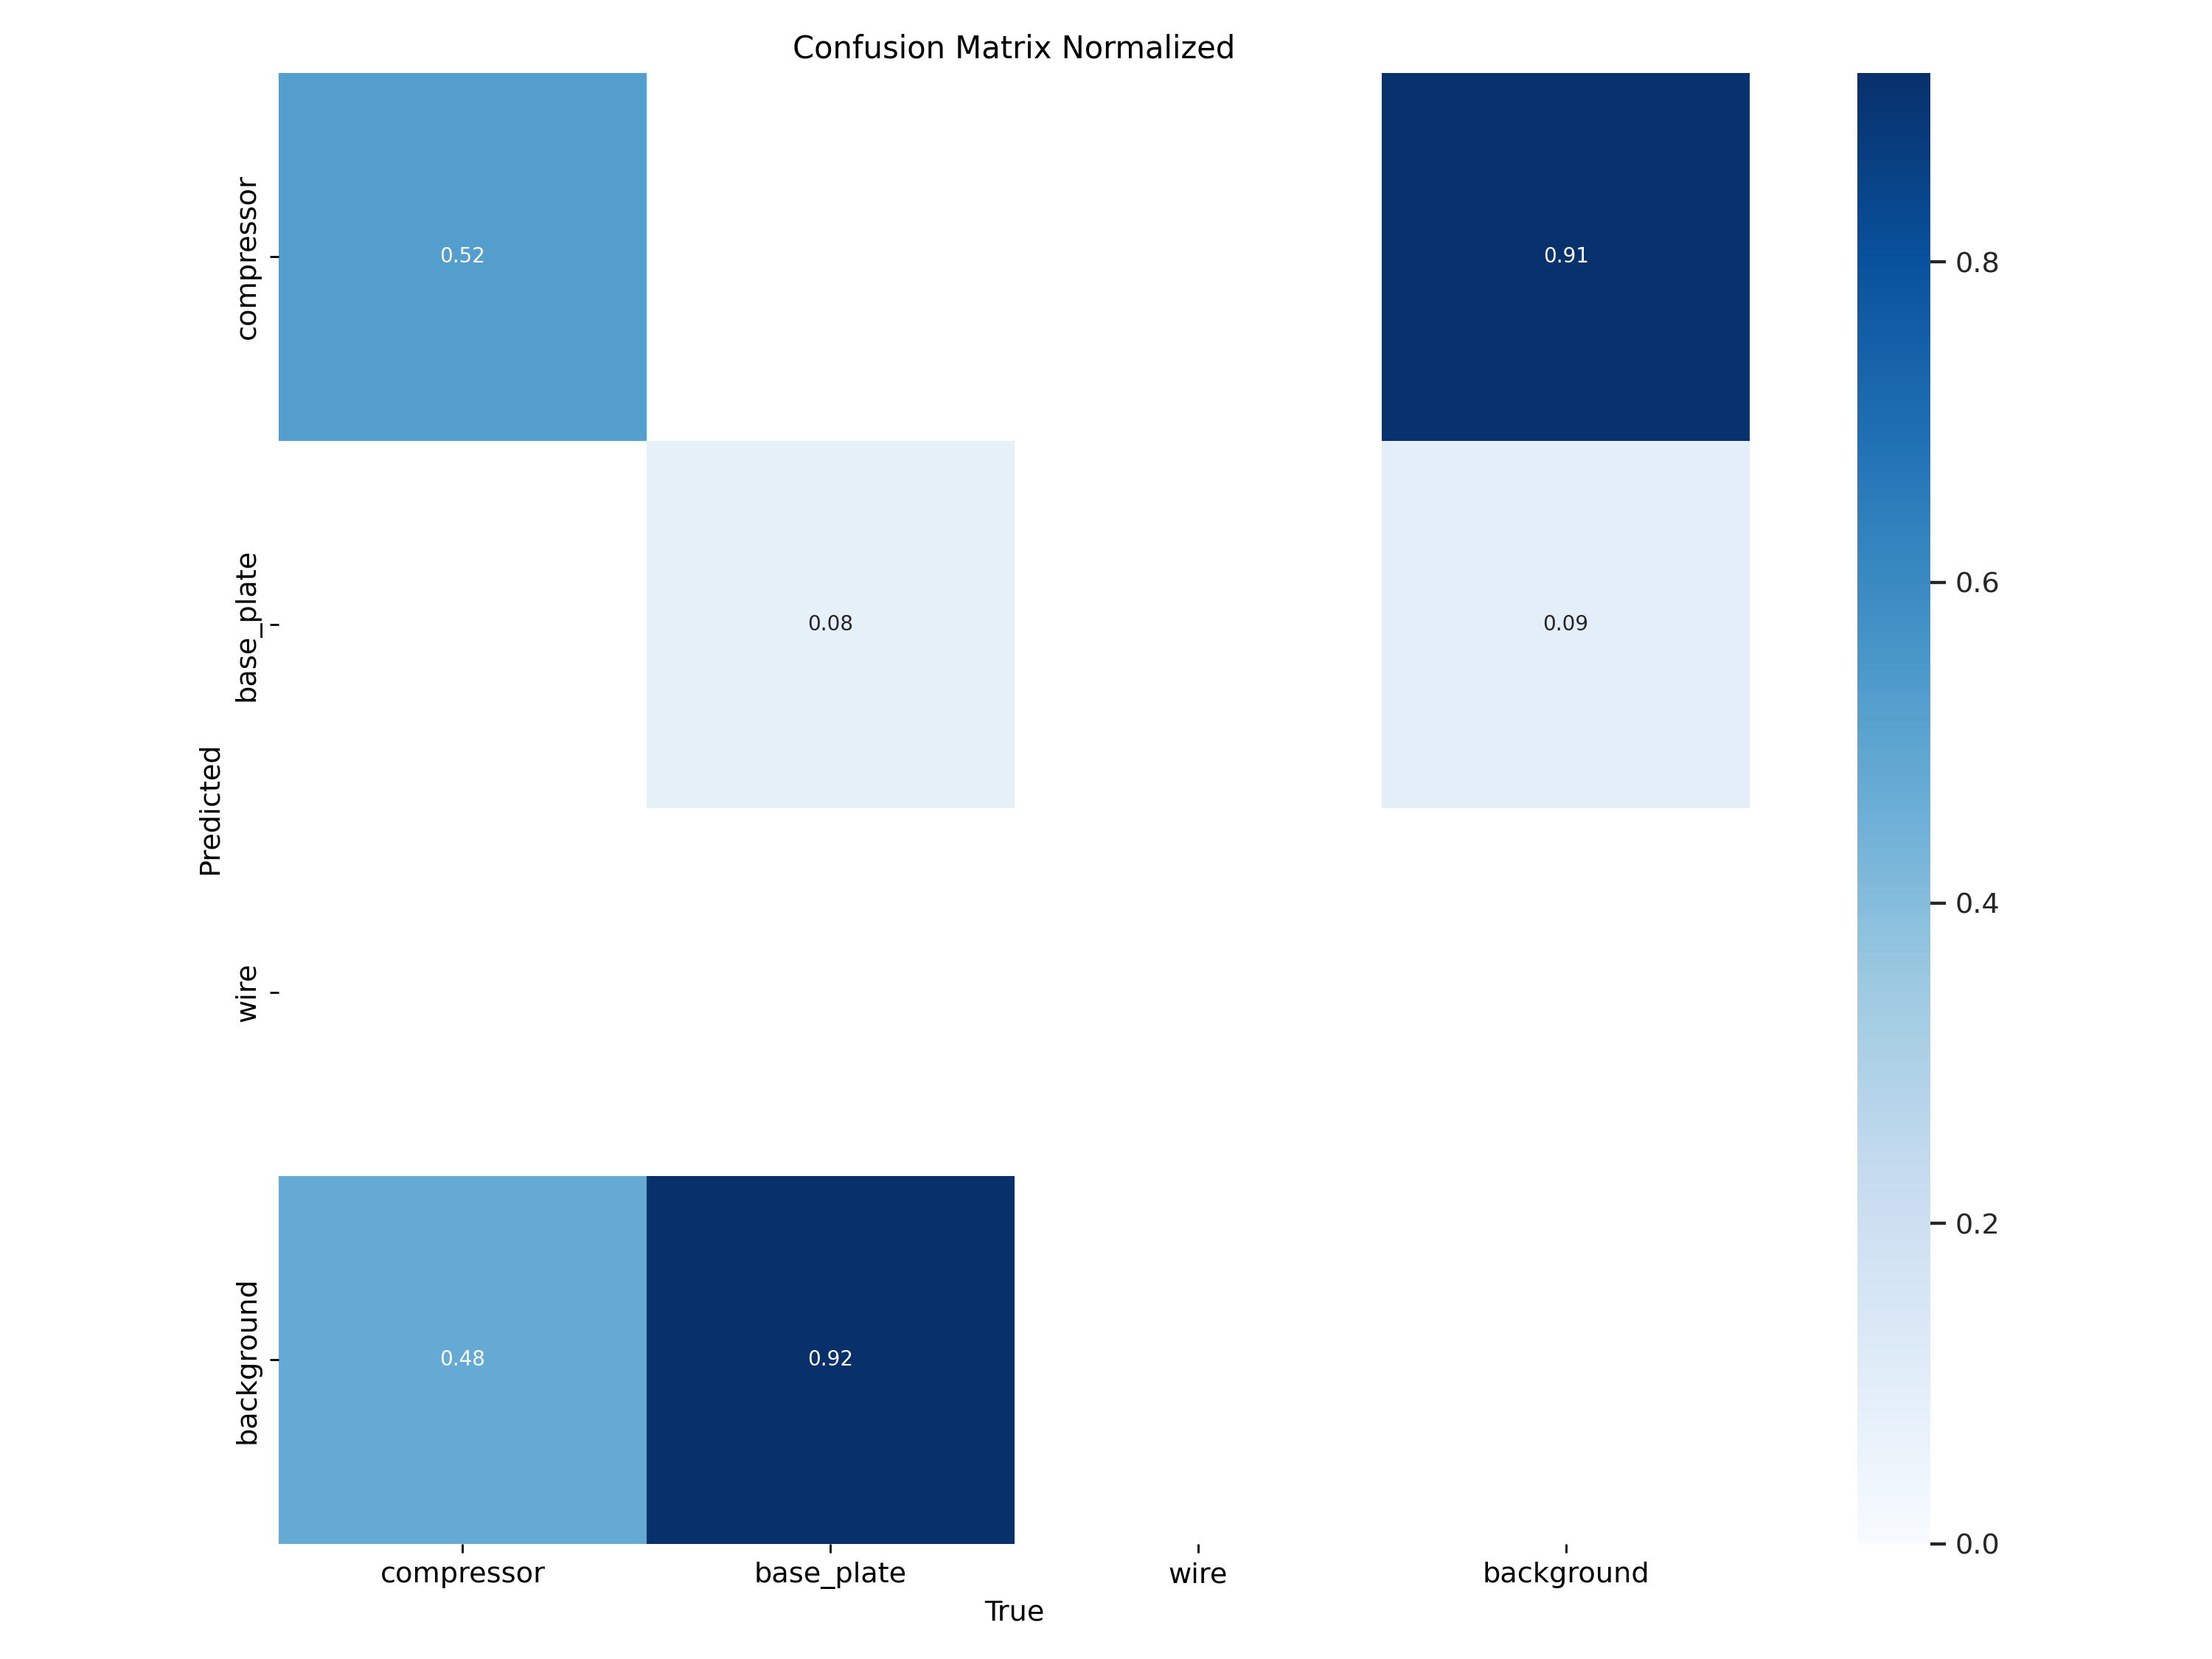 Confusion Matrix Normalized
compressor
0.52
0.91
0.8
base_plate
0.08
0.09
0.6
Predicted
0.4
wire
0.2
background
0.48
0.92
0.0
compressor
base_plate
wire
background
True